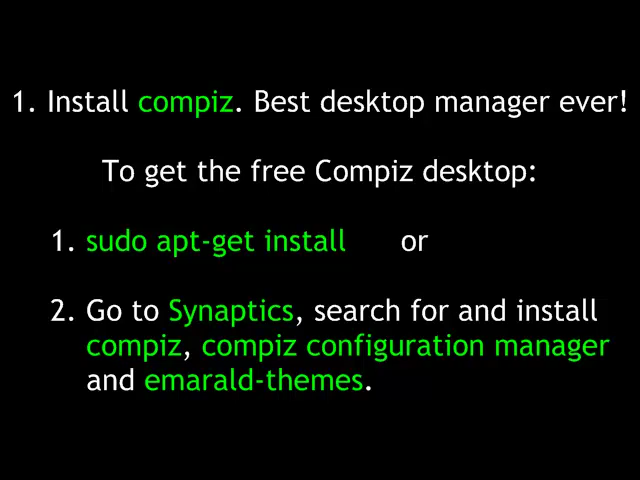 1. Install compiz. Best desktop manager ever!
To get the free Compiz desktop:
1. sudo apt-get install or
2. Go to Synaptics, search for and install
compiz, compiz configuration manager
and emarald-themes.